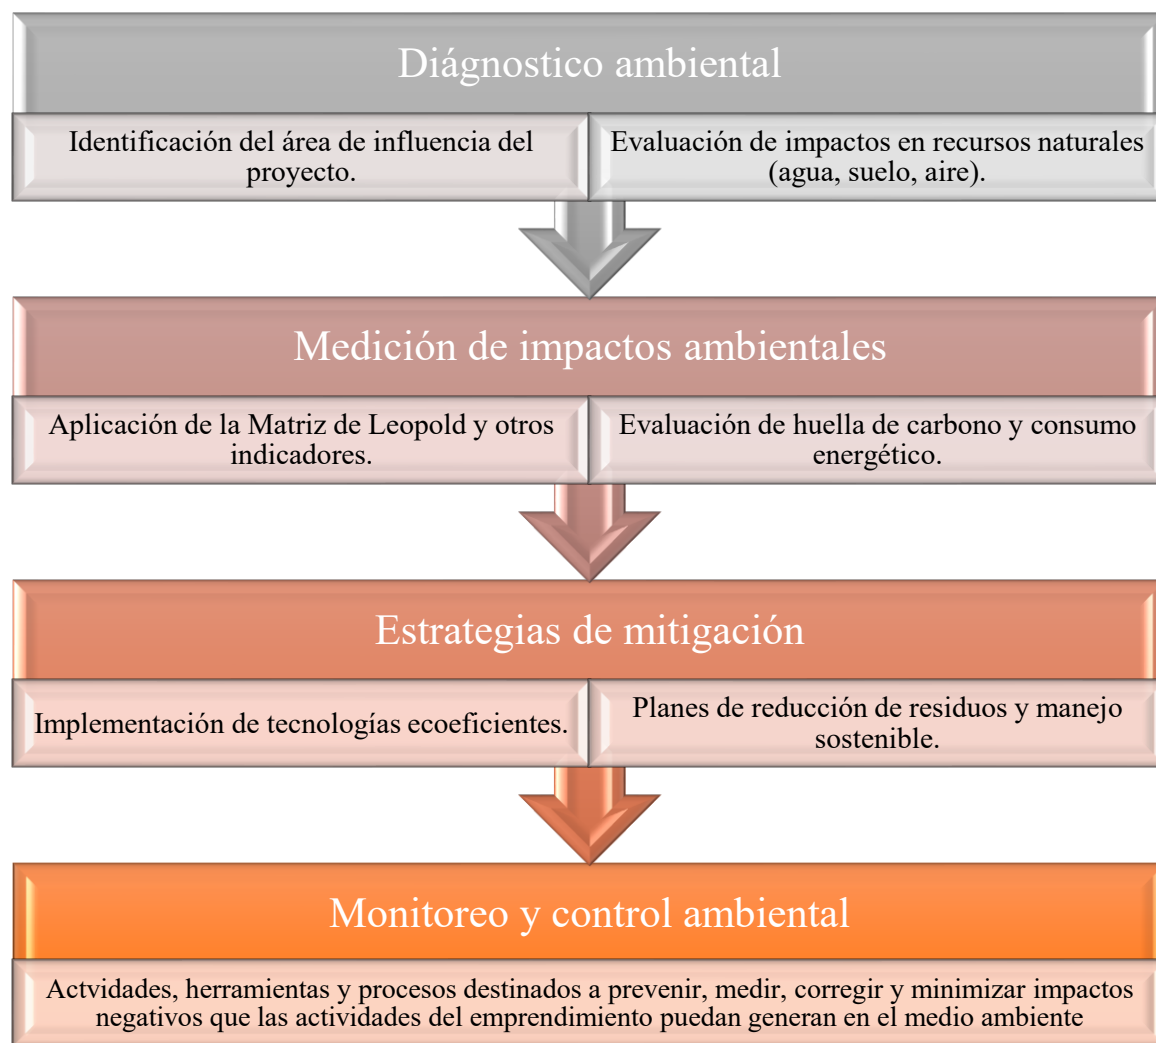 Diágnostico ambiental
Identificación del área de influencia del
proyecto.
Evaluación de impactos en recursos naturales
(agua, suelo, aire).
Medición de impactos ambientales
Aplicación de la Matriz de Leopold y otros
indicadores.
Evaluación de huella de carbono y consumo
energético.
Estrategias de mitigación
Implementación de tecnologías ecoeficientes.
Planes de reducción de residuos y manejo
sostenible.
Monitoreo y control ambiental
Actvidades, herramientas y procesos destinados a prevenir, medir, corregir y minimizar impactos
negativos que las actividades del emprendimiento puedan generan en el medio ambiente